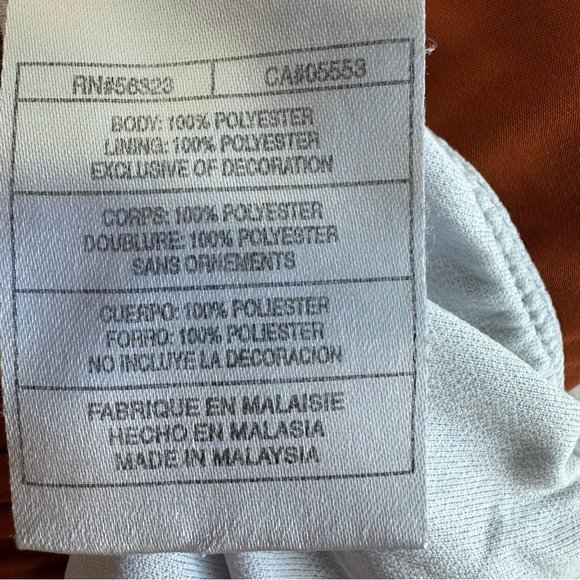 RN#56323 CA#05553
BODY: 100% POLYESTER
LINING: 100% POLYESTER
EXCLUSIVE OF DECORATION
CORPS: 100% POLYESTER
DOUBLURE: 100% POLYESTER
SANS ORNEMENTS
CUERPO: 100% POLIESTER
FORRO: 100% POLIESTER
NO INCLUYE LA DECORACION
FABRIQUE EN MALAISIE
HECHO EN MALASIA
MADE IN MALAYSIA